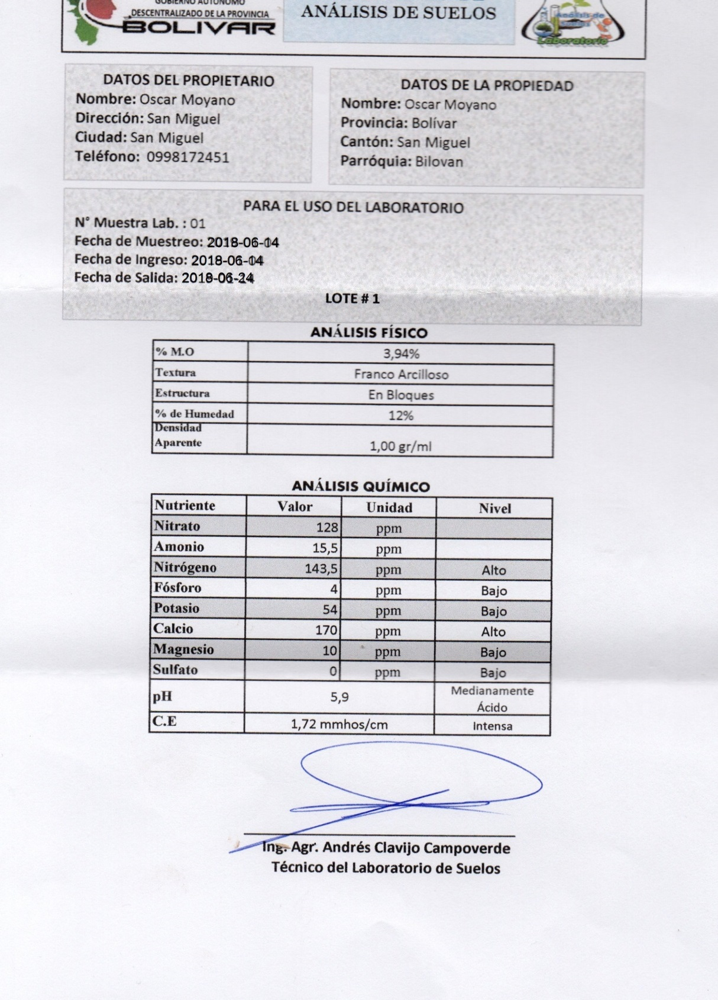 GOBIERNO AUTÓNOMO
DESCENTRALIZADO DE LA PROVINCIA
BOLIVAR
ANÁLISIS DE SUELOS
Análisis de
Suelos
Laboratorio
DATOS DEL PROPIETARIO
Nombre: Oscar Moyano
Dirección: San Miguel
Ciudad: San Miguel
Teléfono: 0998172451
DATOS DE LA PROPIEDAD
Nombre: Oscar Moyano
Provincia: Bolívar
Cantón: San Miguel
Parróquia: Bilovan
PARA EL USO DEL LABORATORIO
N° Muestra Lab. : 01
Fecha de Muestreo: 2018-06-14
Fecha de Ingreso: 2018-06-14
Fecha de Salida: 2018-06-24
LOTE # 1
ANÁLISIS FÍSICO
% M.O 3,94%
Textura Franco Arcilloso
Estructura En Bloques
% de Humedad 12%
Densidad
Aparente 1,00 gr/ml
ANÁLISIS QUÍMICO
Nutriente Valor Unidad Nivel
Nitrato 128 ppm
Amonio 15,5 ppm
Nitrógeno 143,5 ppm Alto
Fósforo 4 ppm Bajo
Potasio 54 ppm Bajo
Calcio 170 ppm Alto
Magnesio 10 ppm Bajo
Sulfato 0 ppm Bajo
pH 5,9 Medianamente
Ácido
C.E 1,72 mmhos/cm Intensa
Ing. Agr. Andrés Clavijo Campoverde
Técnico del Laboratorio de Suelos